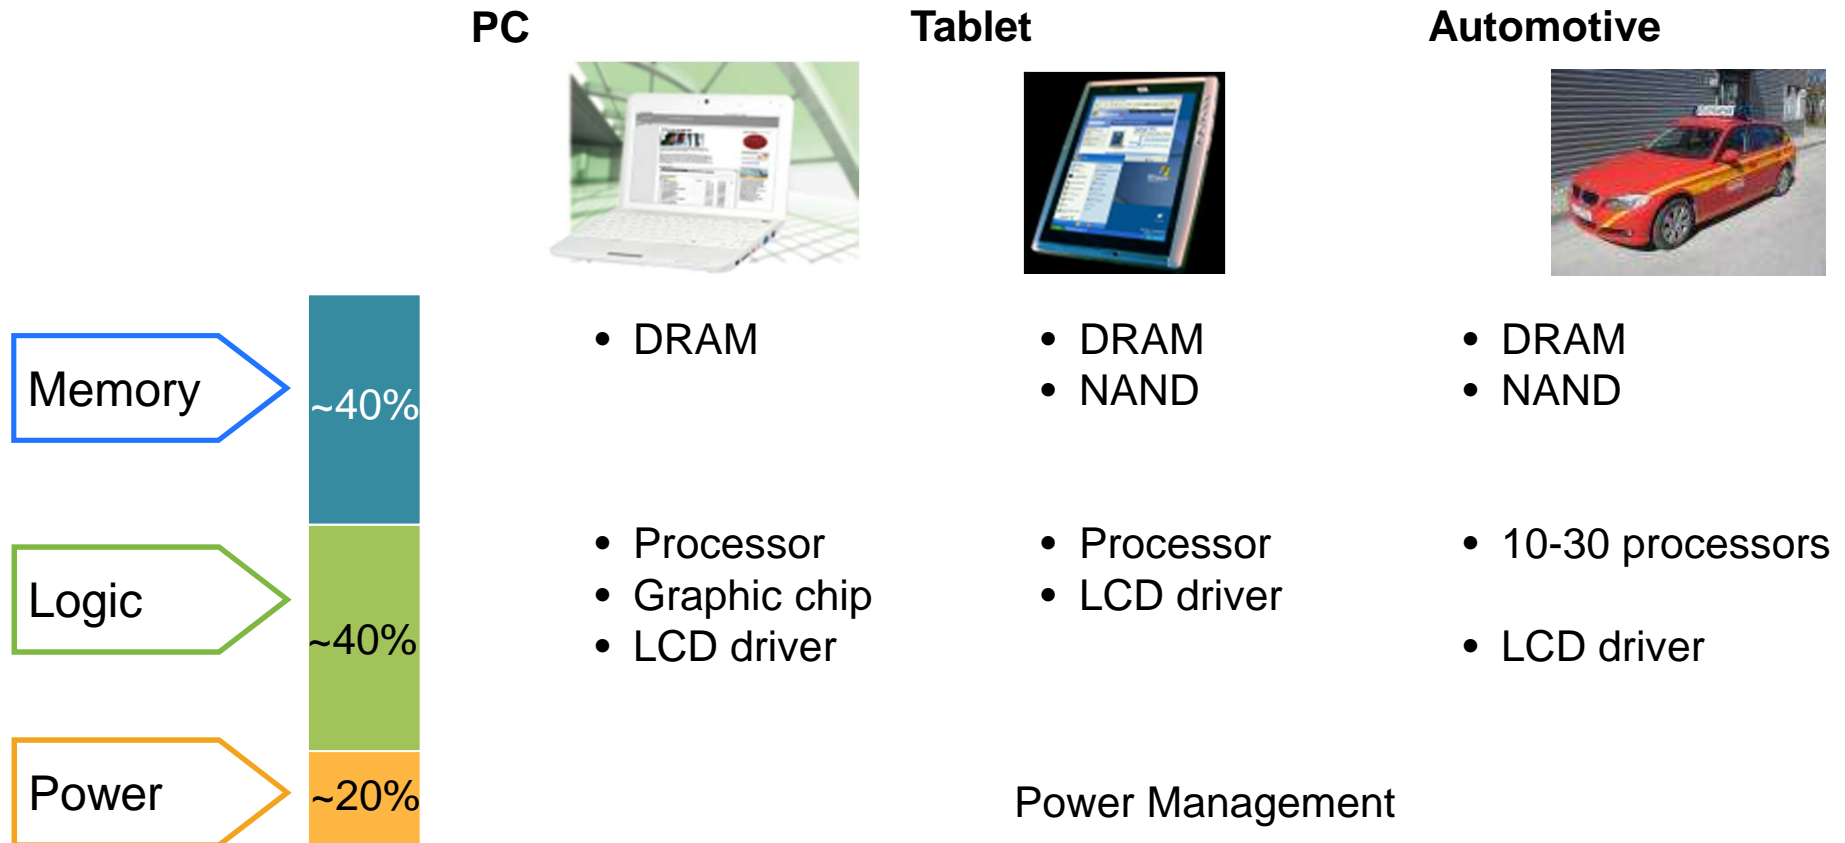 PC Tablet Automotive
Memory ~40%
• DRAM • DRAM • DRAM
• NAND • NAND
Logic ~40%
• Processor • Processor • 10-30 processors
• Graphic chip • LCD driver
• LCD driver • LCD driver
Power ~20% Power Management